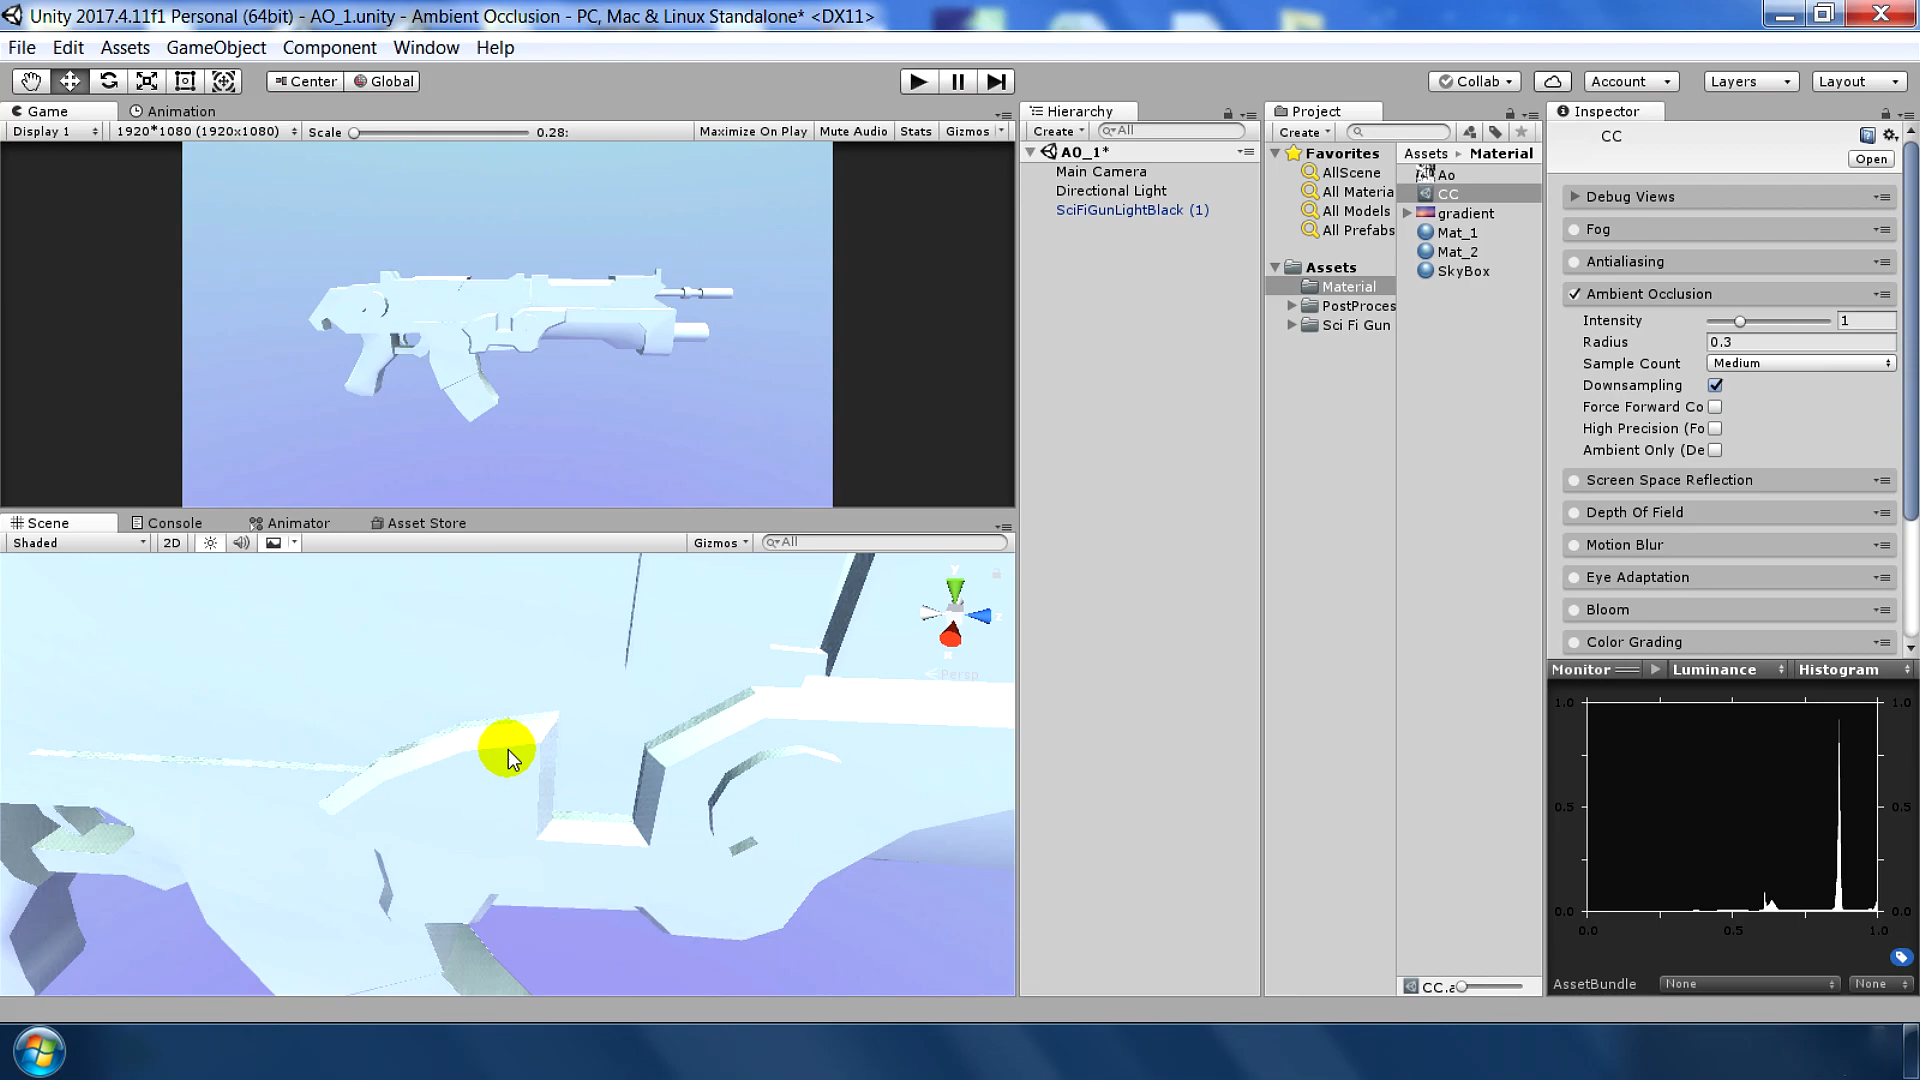 Unity 2017.4.11f1 Personal (64bit) - AO_1.unity - Ambient Occlusion - PC, Mac & Linux Standalone* <DX11>
File Edit Assets GameObject Component Window Help
Center Global Collab Account Layers Layout
Game Animation
Display 1 1920*1080 (1920x1080) Scale 0.28: Maximize On Play Mute Audio Stats Gizmos
Scene Console Animator Asset Store
Shaded 2D Gizmos All
y
z
x
Persp
Hierarchy
Create All
AO_1*
Main Camera
Directional Light
SciFiGunLightBlack (1)
Project
Create
Favorites
AllScene
All Materia
All Models
All Prefabs
Assets
Material
PostProces
Sci Fi Gun
Assets Material
Ao
CC
gradient
Mat_1
Mat_2
SkyBox
CC.a
Inspector
CC
Open
Debug Views
Fog
Antialiasing
Ambient Occlusion
Intensity 1
Radius 0.3
Sample Count Medium
Downsampling
Force Forward Co
High Precision (Fo
Ambient Only (De
Screen Space Reflection
Depth Of Field
Motion Blur
Eye Adaptation
Bloom
Color Grading
Monitor Luminance Histogram
1.0 1.0
0.5 0.5
0.0 0.0
0.0 0.5 1.0
AssetBundle None None